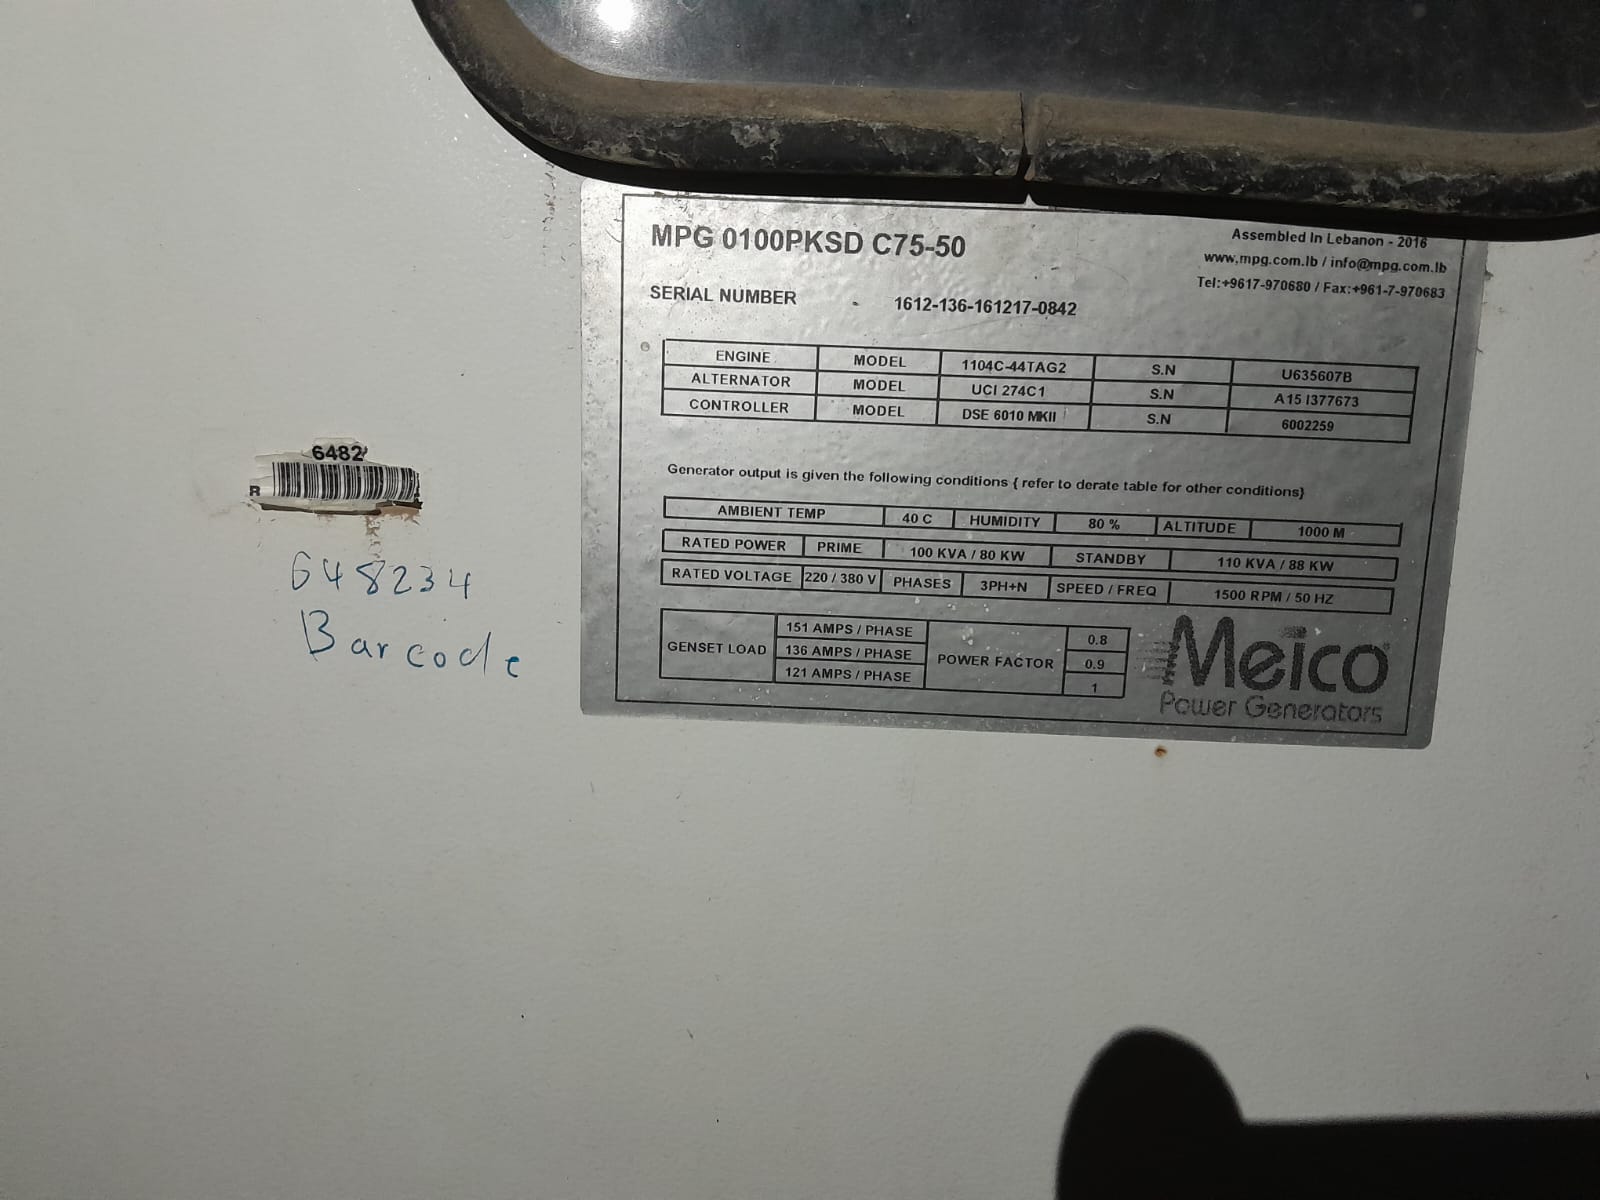 MPG 0100PKSD C75-50
Assembled In Lebanon - 2016
www.mpg.com.lb / info@mpg.com.lb
Tel:+9617-970680 / Fax:+961-7-970683
SERIAL NUMBER - 1612-136-161217-0842
ENGINE MODEL 1104C-44TAG2 S.N U635607B
ALTERNATOR MODEL UCI 274C1 S.N A15 I377673
CONTROLLER MODEL DSE 6010 MKII S.N 6002259
Generator output is given the following conditions { refer to derate table for other conditions}
AMBIENT TEMP 40 C HUMIDITY 80 % ALTITUDE 1000 M
RATED POWER PRIME 100 KVA / 80 KW STANDBY 110 KVA / 88 KW
RATED VOLTAGE 220 / 380 V PHASES 3PH+N SPEED / FREQ 1500 RPM / 50 HZ
GENSET LOAD
151 AMPS / PHASE
136 AMPS / PHASE
121 AMPS / PHASE
POWER FACTOR
0.8
0.9
1
Meico
Power Generators
6482
R
648234
Barcode